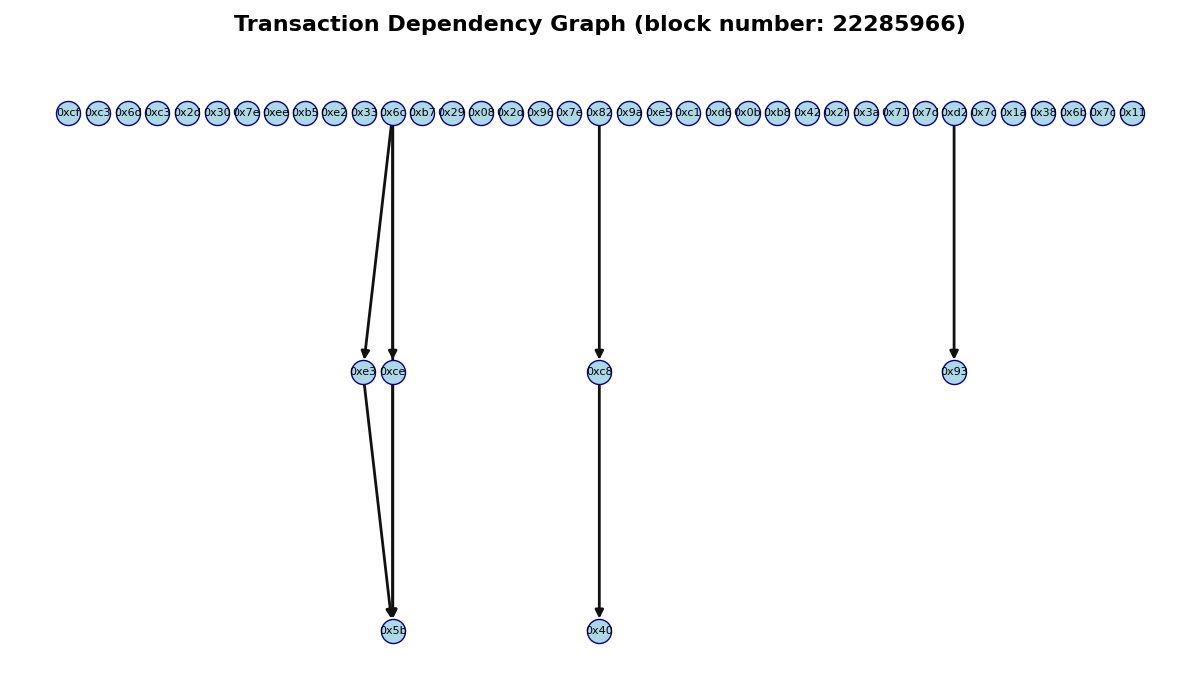 Transaction Dependency Graph (block number: 22285966)
0xcf 0xc3 0x6d 0xc3 0x2d 0x30 0x7e 0xee 0xb5 0xe2 0x33 0x6c 0xb7 0x29 0x08 0x2d 0x96 0x7e 0x82 0x9a 0xe5 0xc1 0xd6 0x0b 0xb8 0x42 0x2f 0x3a 0x71 0x7d 0xd2 0x7c 0x1a 0x38 0x6b 0x7c 0x11
0xe3 0xce 0xc8 0x93
0x5b 0x40